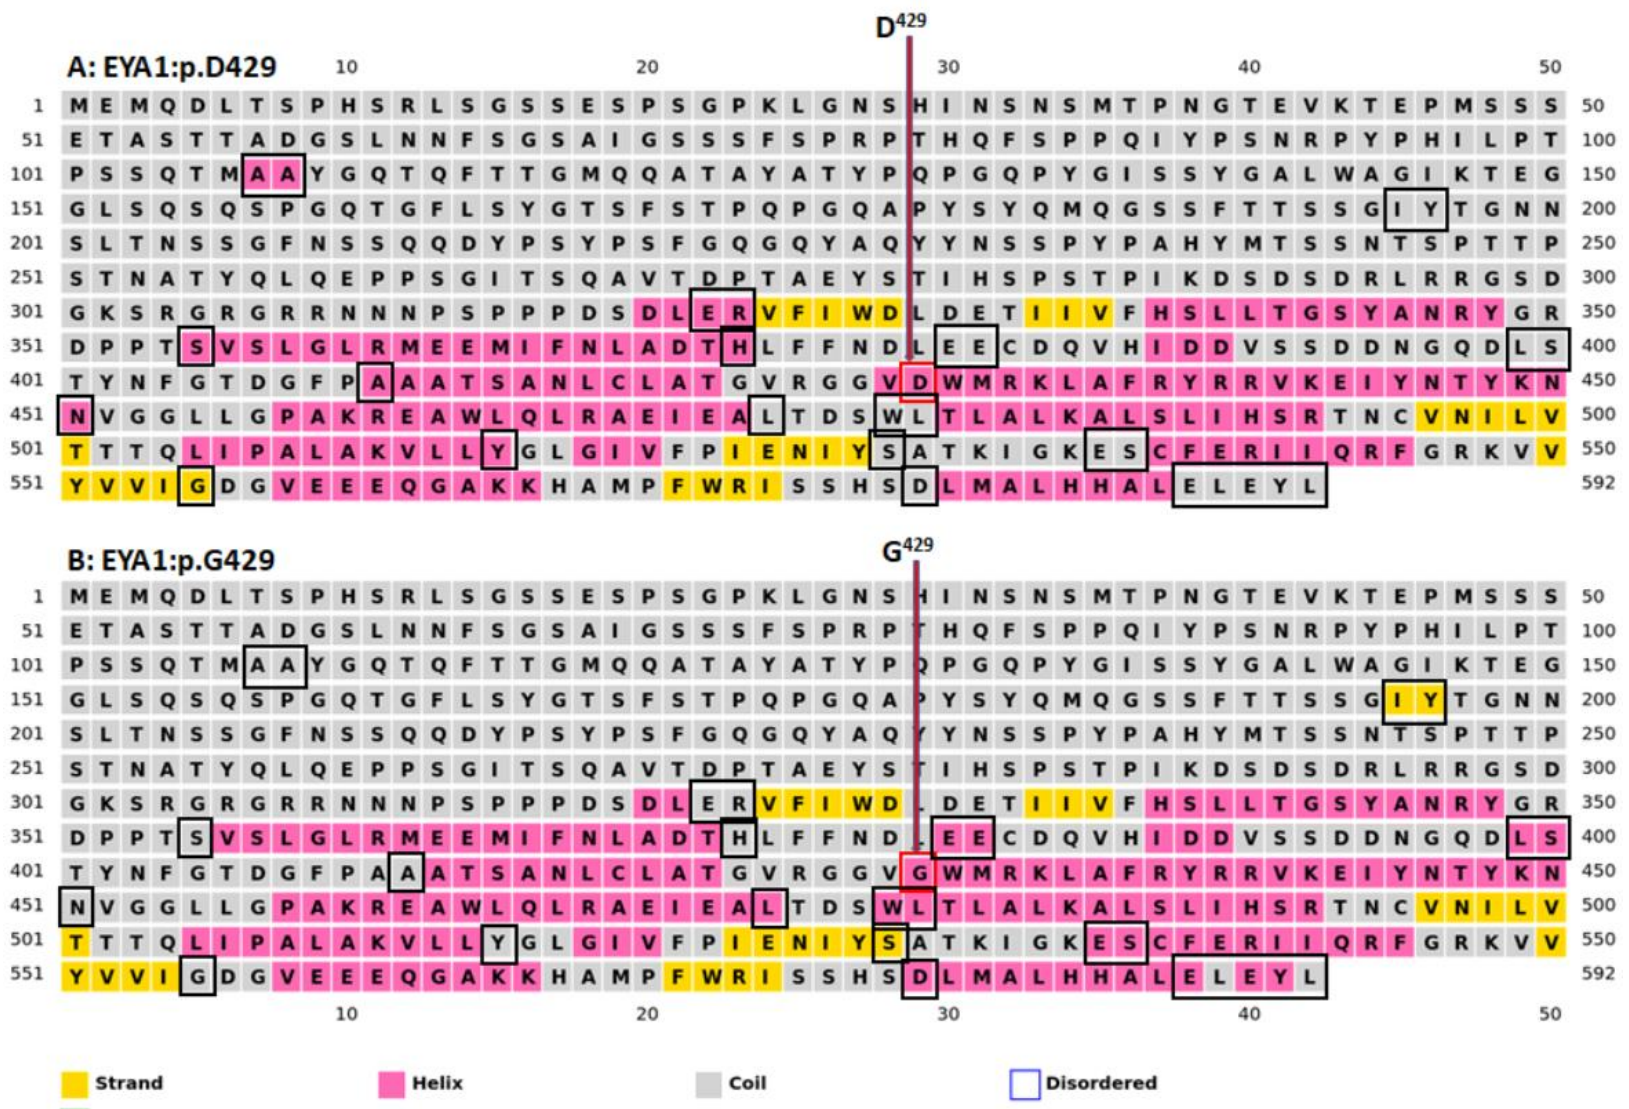 D429
A: EYA1:p.D429 10 20 30 40 50
1 M E M Q D L T S P H S R L S G S S E S P S G P K L G N S H I N S N S M T P N G T E V K T E P M S S S 50
51 E T A S T T A D G S L N N F S G S A I G S S S F S P R P T H Q F S P P Q I Y P S N R P Y P H I L P T 100
101 P S S Q T M A A Y G Q T Q F T T G M Q Q A T A Y A T Y P Q P G Q P Y G I S S Y G A L W A G I K T E G 150
151 G L S Q S Q S P G Q T G F L S Y G T S F S T P Q P G Q A P Y S Y Q M Q G S S F T T S S G I Y T G N N 200
201 S L T N S S G F N S S Q Q D Y P S Y P S F G Q G Q Y A Q Y Y N S S P Y P A H Y M T S S N T S P T T P 250
251 S T N A T Y Q L Q E P P S G I T S Q A V T D P T A E Y S T I H S P S T P I K D S D S D R L R R G S D 300
301 G K S R G R G R R N N N P S P P P D S D L E R V F I W D L D E T I I V F H S L L T G S Y A N R Y G R 350
351 D P P T S V S L G L R M E E M I F N L A D T H L F F N D L E E C D Q V H I D D V S S D D N G Q D L S 400
401 T Y N F G T D G F P A A A T S A N L C L A T G V R G G V D W M R K L A F R Y R R V K E I Y N T Y K N 450
451 N V G G L L G P A K R E A W L Q L R A E I E A L T D S W L T L A L K A L S L I H S R T N C V N I L V 500
501 T T T Q L I P A L A K V L L Y G L G I V F P I E N I Y S A T K I G K E S C F E R I I Q R F G R K V V 550
551 Y V V I G D G V E E E Q G A K K H A M P F W R I S S H S D L M A L H H A L E L E Y L 592
G429
B: EYA1:p.G429
1 M E M Q D L T S P H S R L S G S S E S P S G P K L G N S H I N S N S M T P N G T E V K T E P M S S S 50
51 E T A S T T A D G S L N N F S G S A I G S S S F S P R P T H Q F S P P Q I Y P S N R P Y P H I L P T 100
101 P S S Q T M A A Y G Q T Q F T T G M Q Q A T A Y A T Y P Q P G Q P Y G I S S Y G A L W A G I K T E G 150
151 G L S Q S Q S P G Q T G F L S Y G T S F S T P Q P G Q A P Y S Y Q M Q G S S F T T S S G I Y T G N N 200
201 S L T N S S G F N S S Q Q D Y P S Y P S F G Q G Q Y A Q Y Y N S S P Y P A H Y M T S S N T S P T T P 250
251 S T N A T Y Q L Q E P P S G I T S Q A V T D P T A E Y S T I H S P S T P I K D S D S D R L R R G S D 300
301 G K S R G R G R R N N N P S P P P D S D L E R V F I W D L D E T I I V F H S L L T G S Y A N R Y G R 350
351 D P P T S V S L G L R M E E M I F N L A D T H L F F N D L E E C D Q V H I D D V S S D D N G Q D L S 400
401 T Y N F G T D G F P A A A T S A N L C L A T G V R G G V G W M R K L A F R Y R R V K E I Y N T Y K N 450
451 N V G G L L G P A K R E A W L Q L R A E I E A L T D S W L T L A L K A L S L I H S R T N C V N I L V 500
501 T T T Q L I P A L A K V L L Y G L G I V F P I E N I Y S A T K I G K E S C F E R I I Q R F G R K V V 550
551 Y V V I G D G V E E E Q G A K K H A M P F W R I S S H S D L M A L H H A L E L E Y L 592
10 20 30 40 50
Strand Helix Coil Disordered